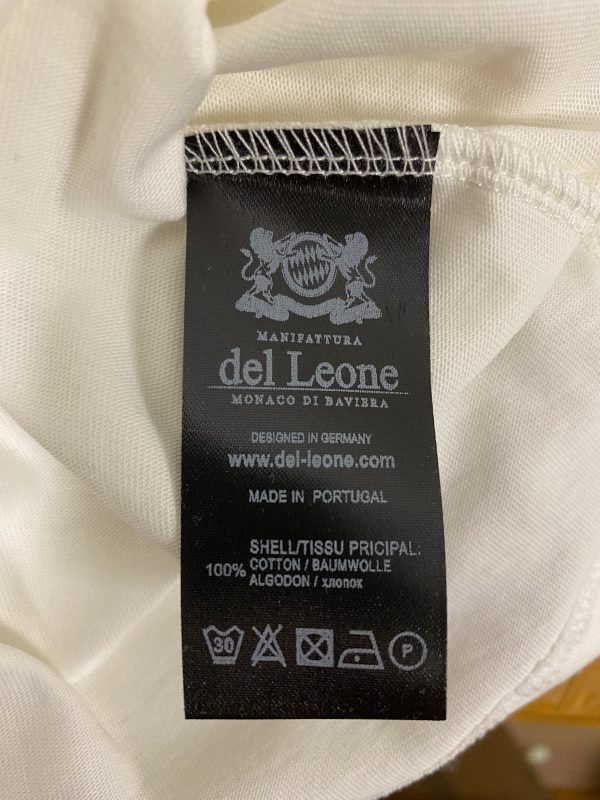 MANIFATTURA
del Leone
MONACO DI BAVIERA
DESIGNED IN GERMANY
www.del-leone.com
MADE IN PORTUGAL
SHELL/TISSU PRICIPAL:
100% COTTON / BAUMWOLLE
ALGODON / хлопок
30
P